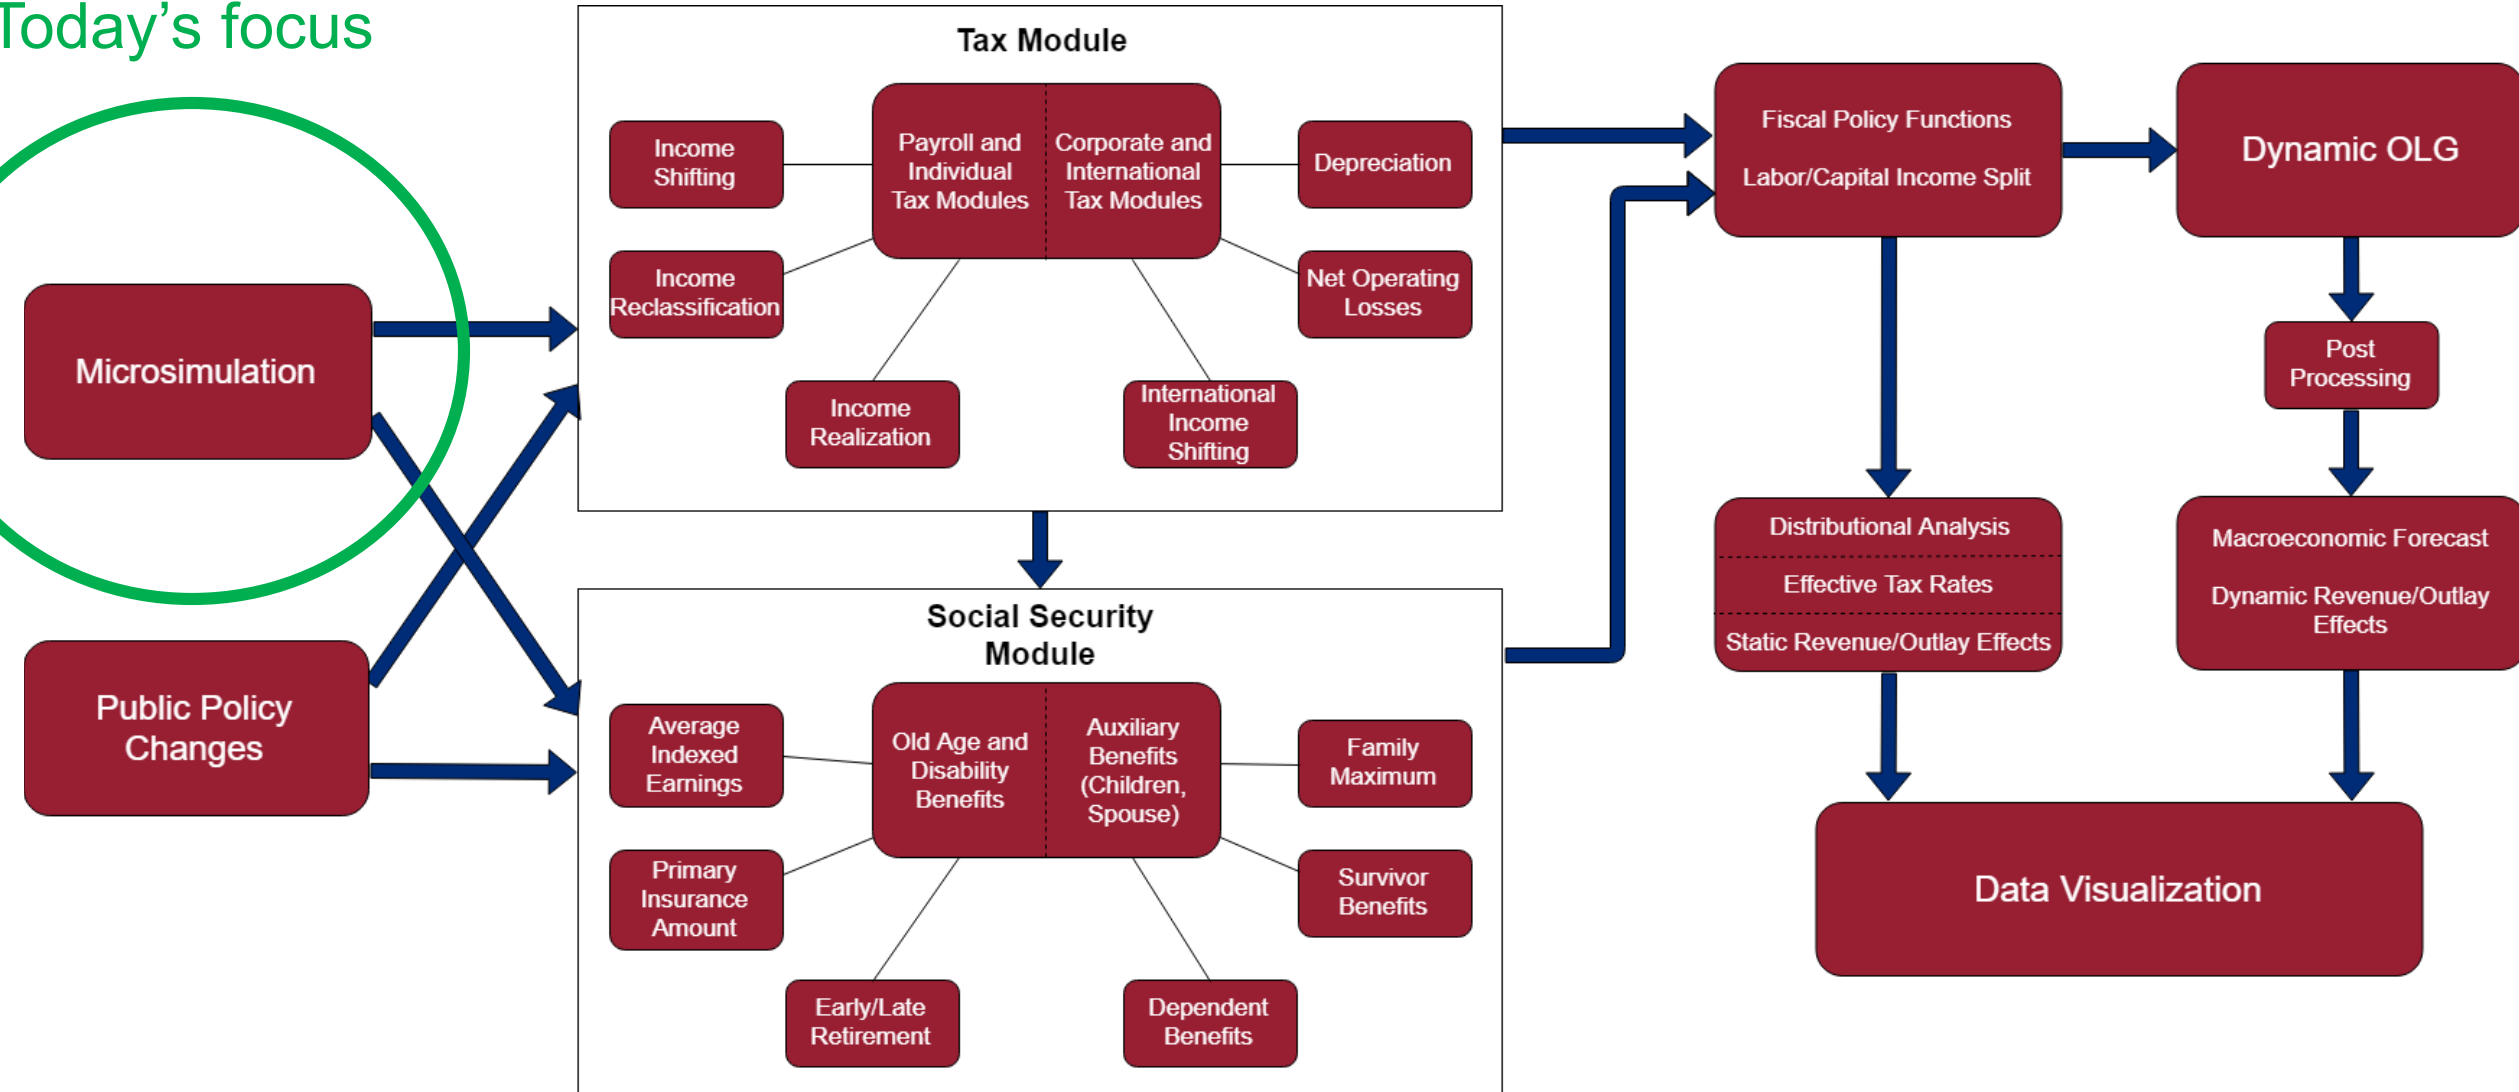 Today's focus
Microsimulation
Public Policy
Changes
Tax Module
Income
Shifting
Payroll and
Individual
Tax Modules
Corporate and
International
Tax Modules
Depreciation
Income
Reclassification
Net Operating
Losses
Income
Realization
International
Income
Shifting
Social Security
Module
Average
Indexed
Earnings
Old Age and
Disability
Benefits
Auxiliary
Benefits
(Children,
Spouse)
Family
Maximum
Primary
Insurance
Amount
Survivor
Benefits
Early/Late
Retirement
Dependent
Benefits
Fiscal Policy Functions
Labor/Capital Income Split
Dynamic OLG
Post
Processing
Distributional Analysis
Effective Tax Rates
Static Revenue/Outlay Effects
Macroeconomic Forecast
Dynamic Revenue/Outlay
Effects
Data Visualization